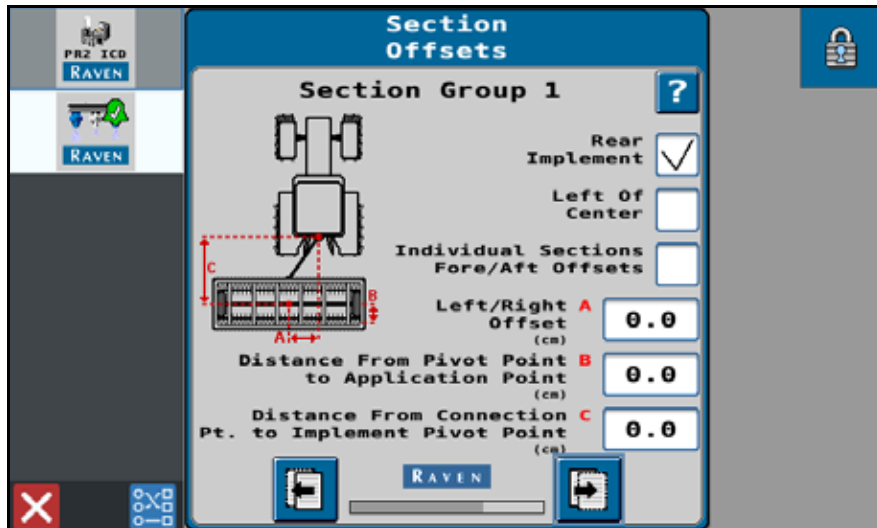 PR2 ICD
RAVEN
RAVEN
Section
Offsets
Section Group 1
?
Rear
Implement
Left Of
Center
Individual Sections
Fore/Aft Offsets
C
B
A
Left/Right A
Offset
(cm)
0.0
Distance From Pivot Point B
to Application Point
(cm)
0.0
Distance From Connection C
Pt. to Implement Pivot Point
(cm)
0.0
RAVEN